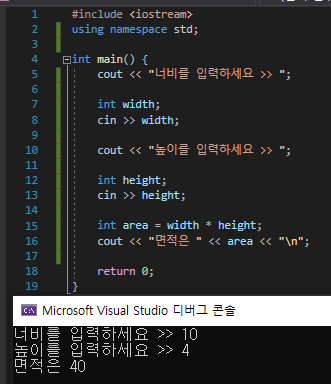 1 #include <iostream>
2 using namespace std;
3
4 int main() {
5 cout << "너비를 입력하세요 >> ";
6
7 int width;
8 cin >> width;
9
10 cout << "높이를 입력하세요 >> ";
11
12 int height;
13 cin >> height;
14
15 int area = width * height;
16 cout << "면적은 " << area << "\n";
17
18 return 0;
19 }
Microsoft Visual Studio 디버그 콘솔
너비를 입력하세요 >> 10
높이를 입력하세요 >> 4
면적은 40